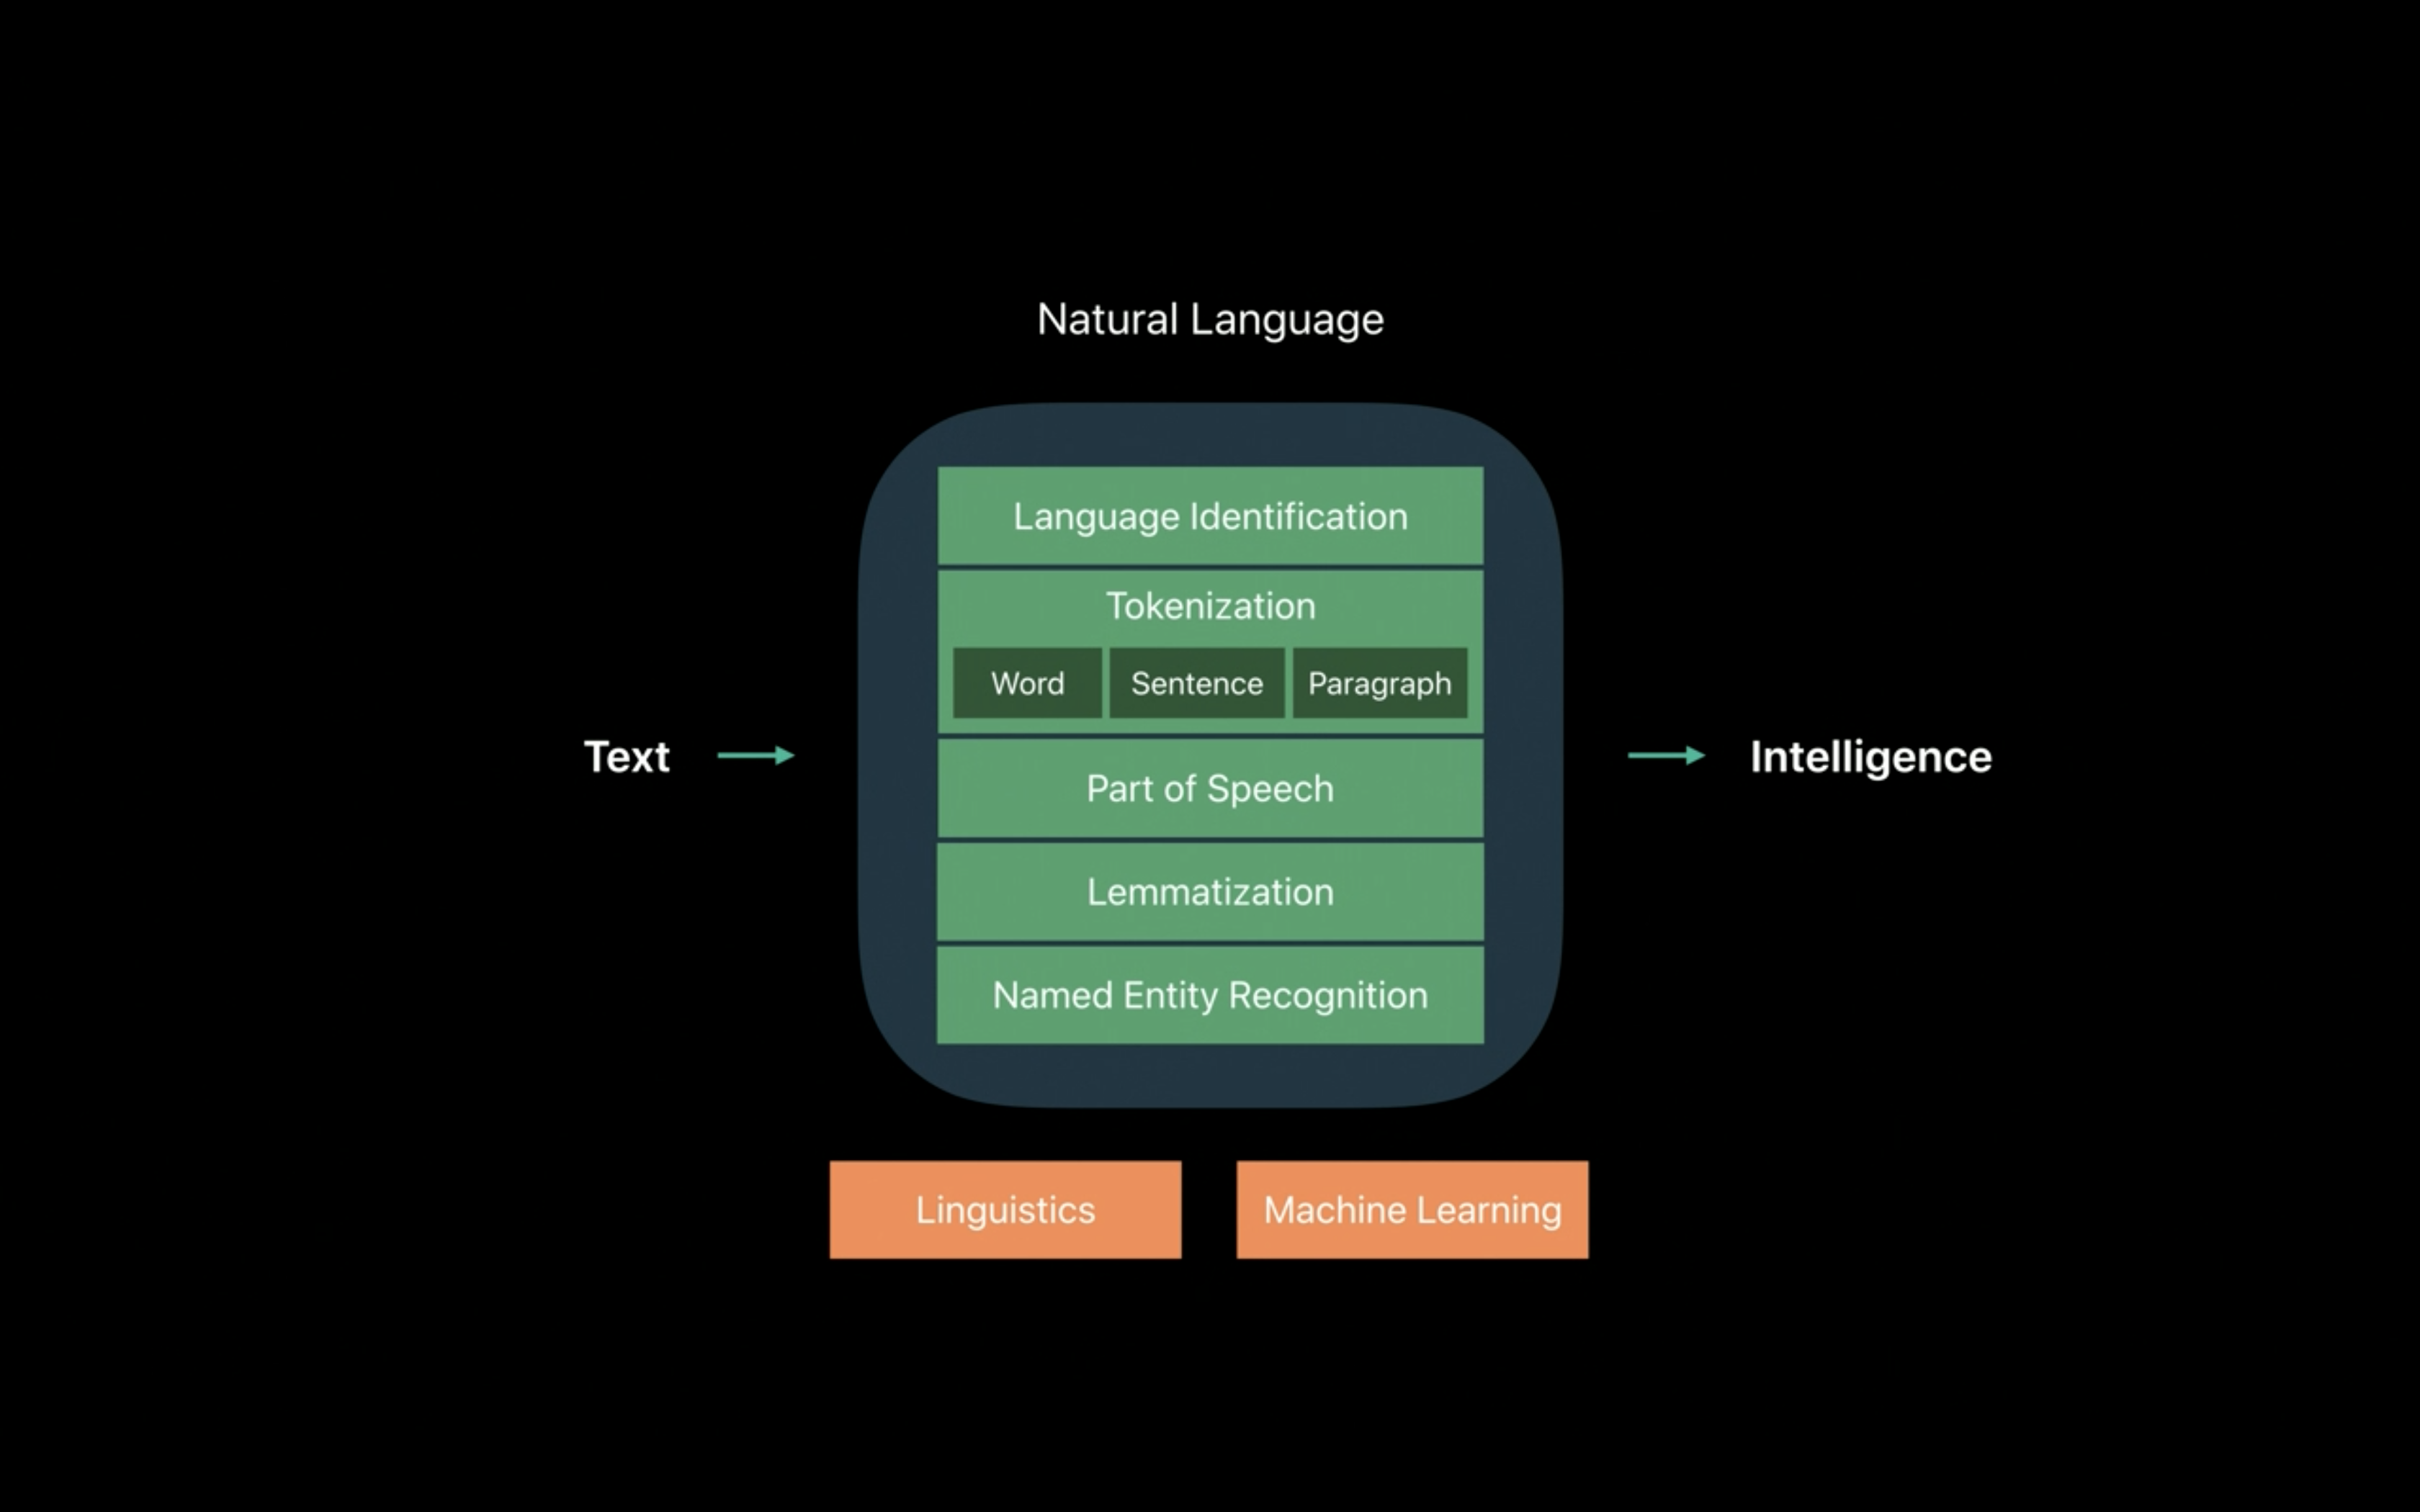 Natural Language
Language Identification
Tokenization
Word Sentence Paragraph
Text
Intelligence
Part of Speech
Lemmatization
Named Entity Recognition
Linguistics
Machine Learning